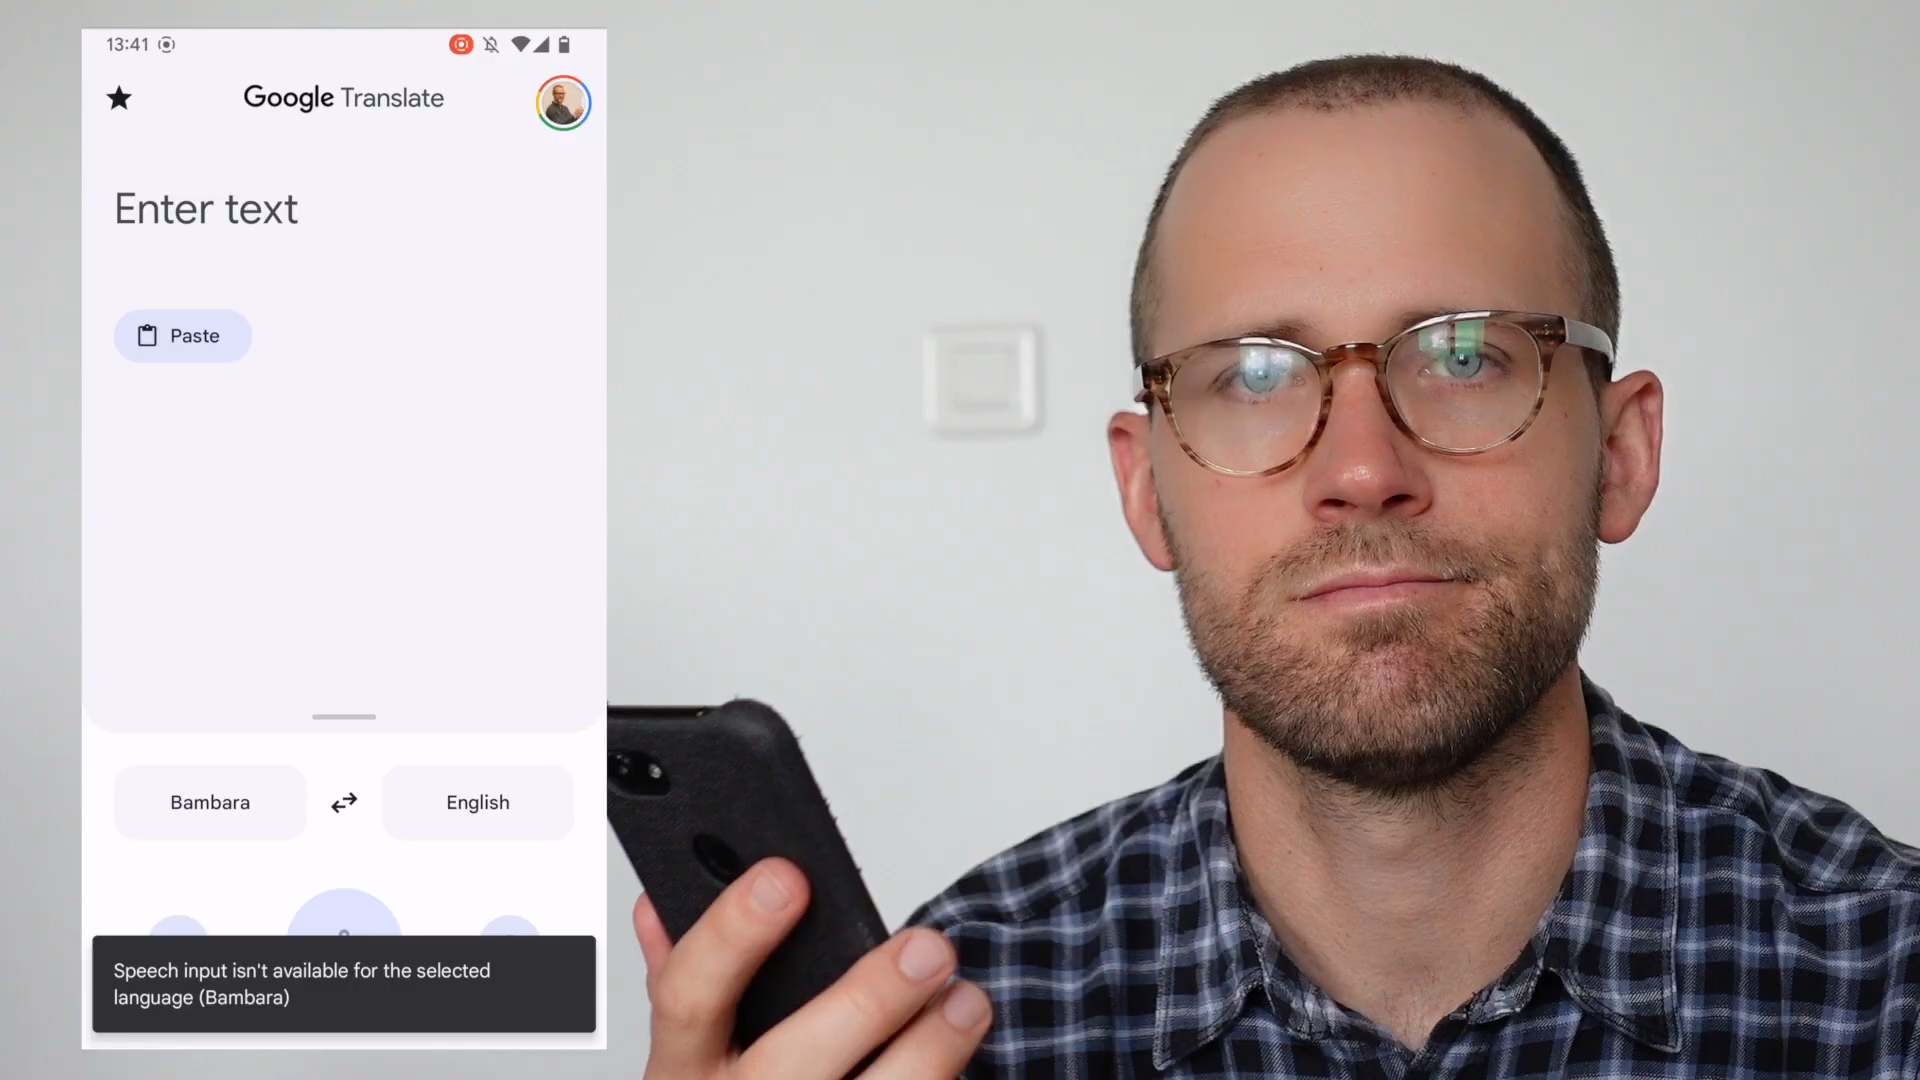 13:41
Google Translate
Enter text
Paste
Bambara
English
Speech input isn't available for the selected
language (Bambara)